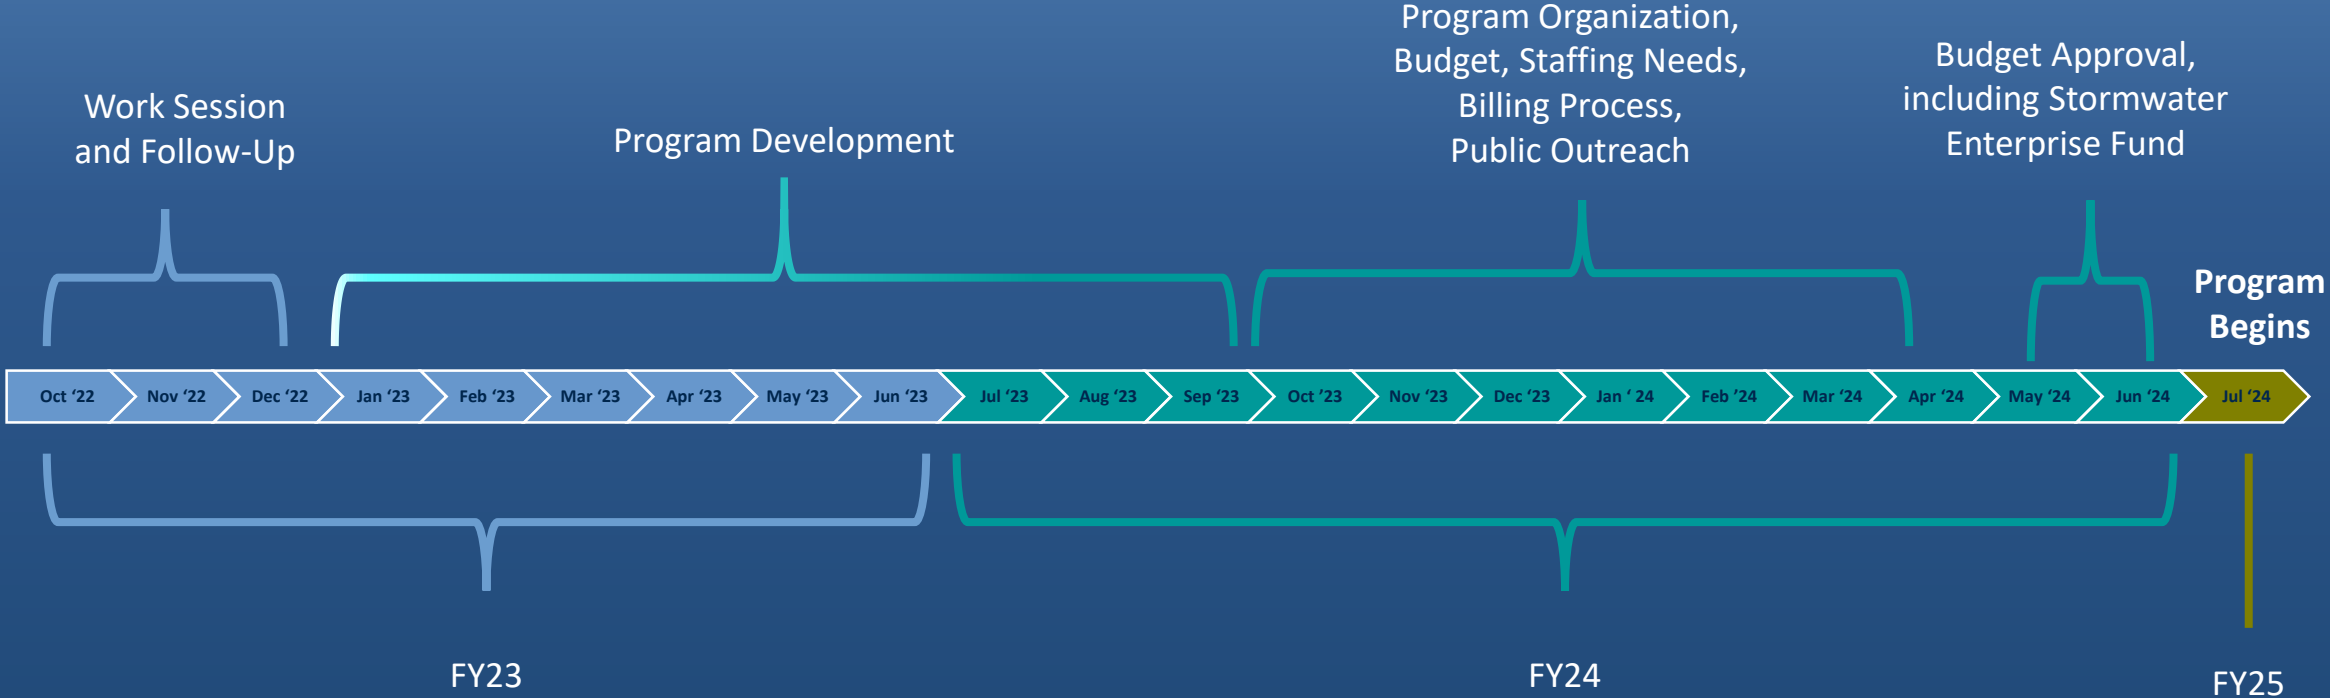 Work Session
and Follow-Up
Program Development
Program Organization,
Budget, Staffing Needs,
Billing Process,
Public Outreach
Budget Approval,
including Stormwater
Enterprise Fund
Program
Begins
Oct ‘22
Nov ‘22
Dec ‘22
Jan ‘23
Feb ‘23
Mar ‘23
Apr ‘23
May ‘23
Jun ‘23
Jul ‘23
Aug ‘23
Sep ‘23
Oct ’23
Nov ‘23
Dec ‘23
Jan ‘ 24
Feb ‘24
Mar ‘24
Apr ‘24
May ‘24
Jun ‘24
Jul ‘24
FY23
FY24
FY25